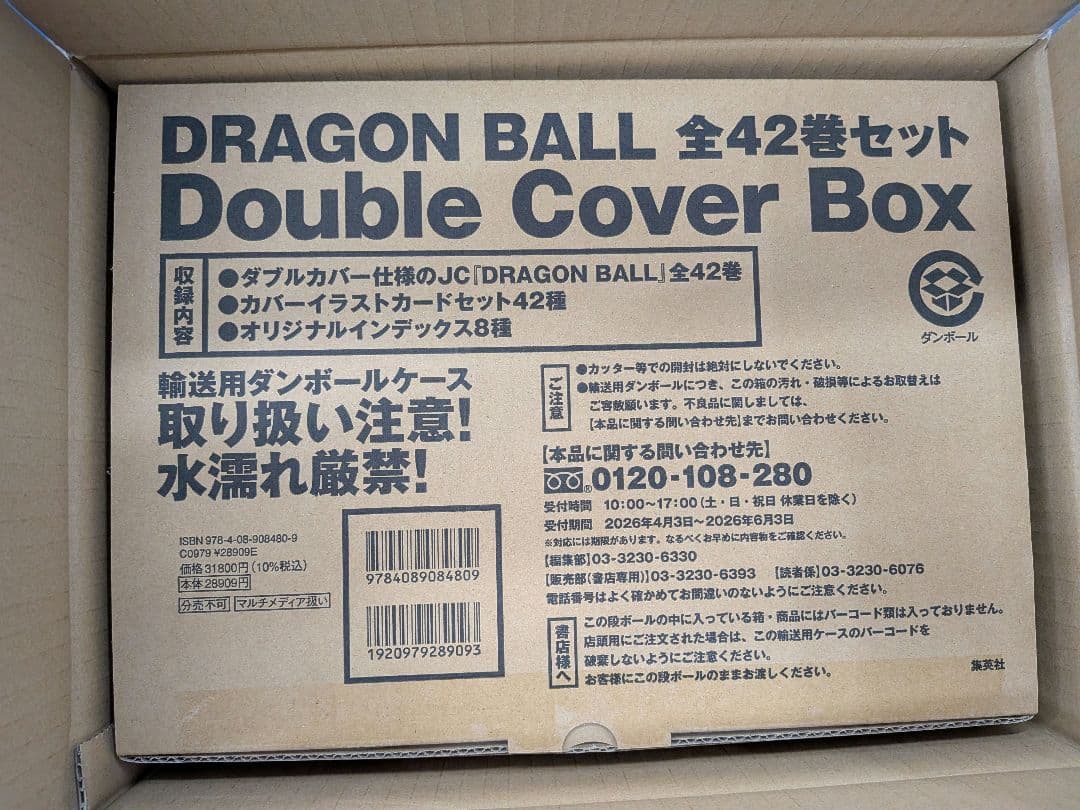 DRAGON BALL 全42巻セット
Double Cover Box
収録内容
●ダブルカバー仕様のJC『DRAGON BALL』全42巻
●カバーイラストカードセット42種
●オリジナルインデックス8種
ダンボール
輸送用ダンボールケース
取り扱い注意!
水濡れ厳禁!
ご注意
●カッター等での開封は絶対にしないでください。
●輸送用ダンボールにつき、この箱の汚れ・破損等によるお取替えは
ご容赦願います。不良品に関しましては、
【本品に関する問い合わせ先】までお問い合わせください。
【本品に関する問い合わせ先】
0120-108-280
受付時間 10:00〜17:00(土・日・祝日 休業日を除く)
受付期間 2026年4月3日〜2026年6月3日
※対応には期限があります。なるべくお早めに内容物をご確認ください。
【編集部】03-3230-6330
【販売部(書店専用)】03-3230-6393 【読者係】03-3230-6076
電話番号はよく確かめてお間違いのないようにご注意ください。
ISBN 978-4-08-908480-9
C0979 ¥28909E
価格31800円(10%税込)
本体28909円
分売不可 マルチメディア扱い
9784089084809
1920979289093
書店様へ
この段ボールの中に入っている箱・商品にはバーコード類は入っておりません。
店頭用にご注文された場合は、この輸送用ケースのバーコードを
破棄しないようにご注意ください。
お客様にこの段ボールのままお渡しください。
集英社